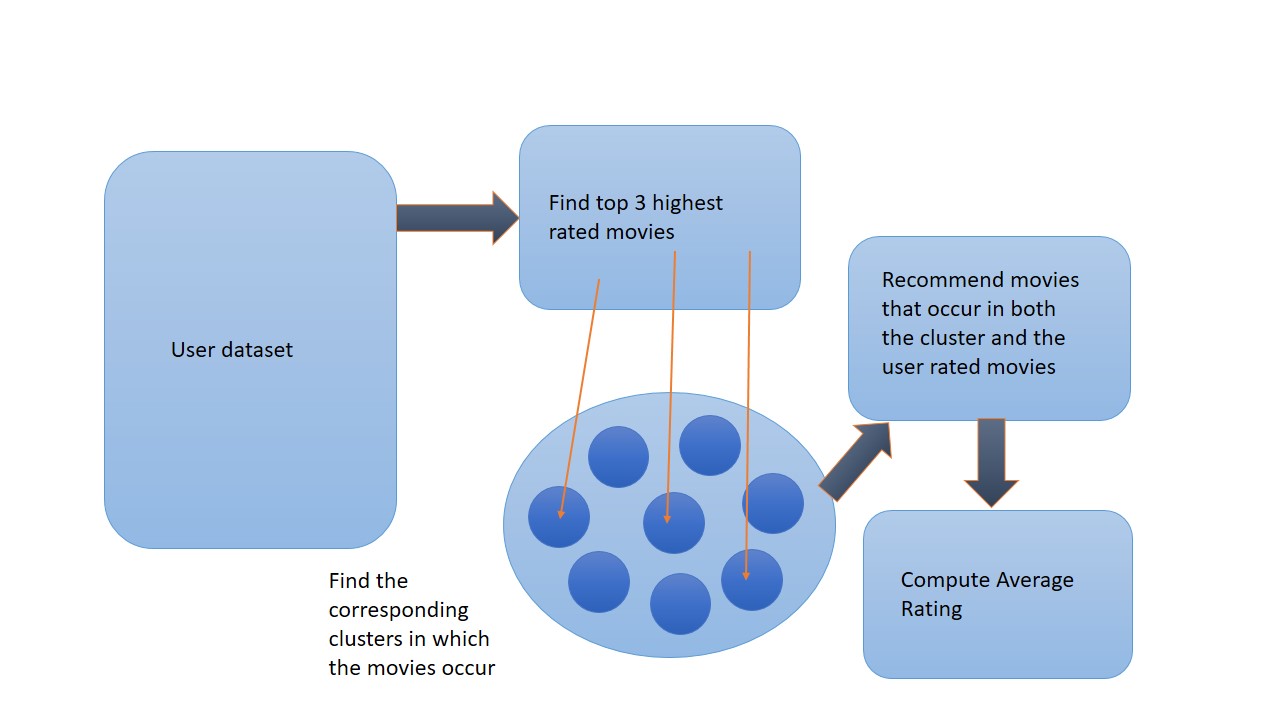 User dataset
Find top 3 highest
rated movies
Find the
corresponding
clusters in which
the movies occur
Recommend movies
that occur in both
the cluster and the
user rated movies
Compute Average
Rating